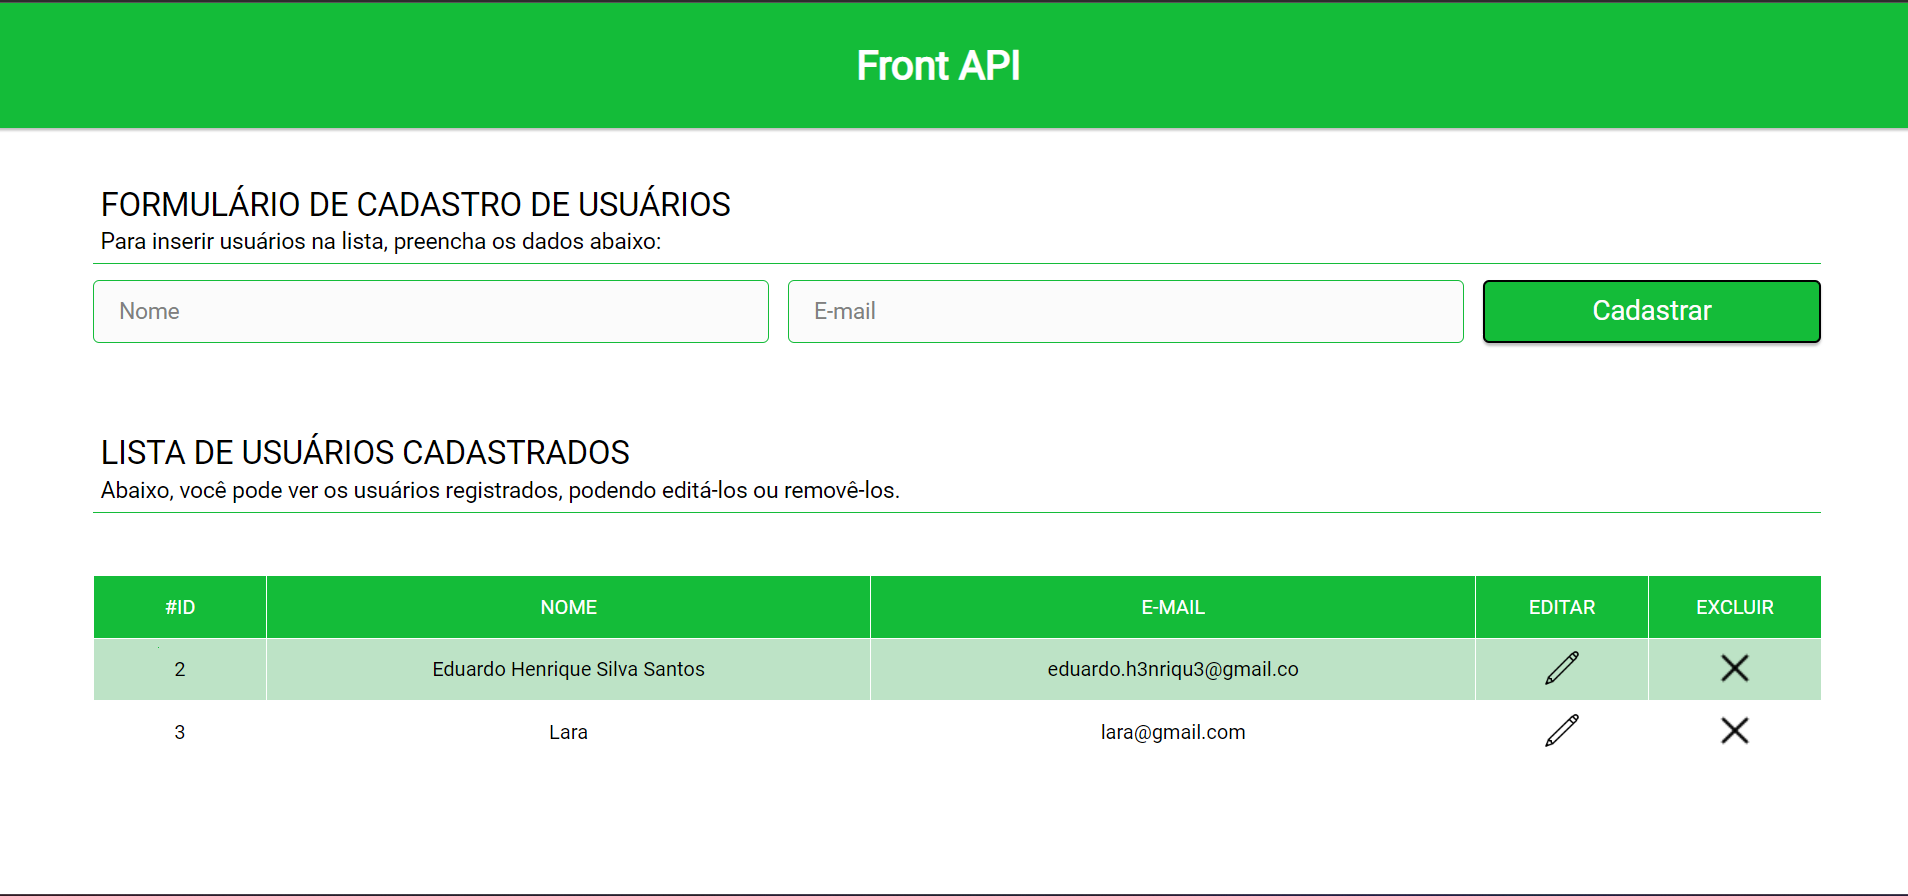 Front API
FORMULÁRIO DE CADASTRO DE USUÁRIOS
Para inserir usuários na lista, preencha os dados abaixo:
Nome E-mail Cadastrar
LISTA DE USUÁRIOS CADASTRADOS
Abaixo, você pode ver os usuários registrados, podendo editá-los ou removê-los.
#ID NOME E-MAIL EDITAR EXCLUIR
2 Eduardo Henrique Silva Santos eduardo.h3nriqu3@gmail.co
3 Lara lara@gmail.com